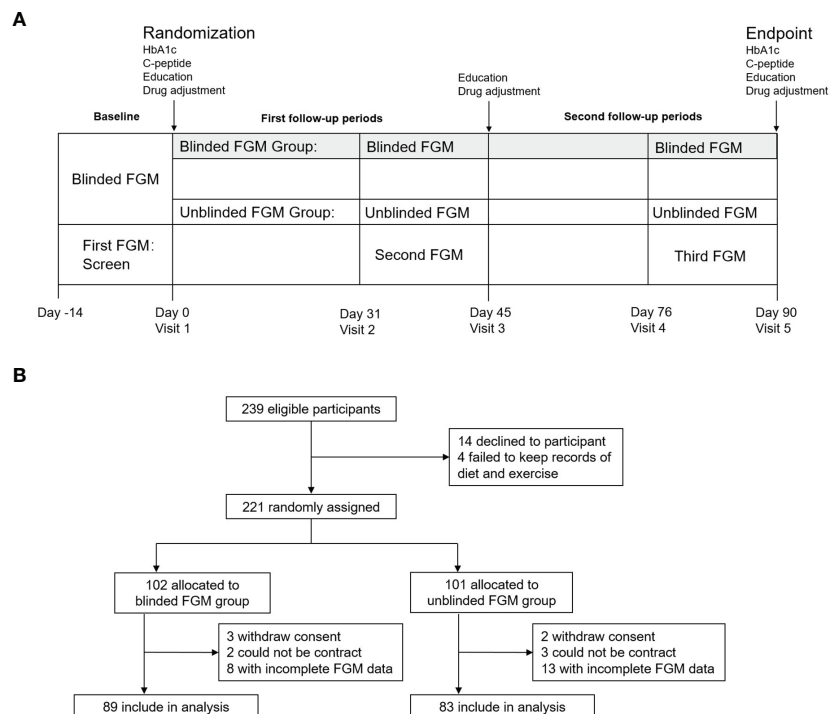 A
Randomization
HbA1c
C-peptide
Education
Drug adjustment
Education
Drug adjustment
Endpoint
HbA1c
C-peptide
Education
Drug adjustment
Baseline
First follow-up periods
Second follow-up periods
Blinded FGM
Blinded FGM Group:
Blinded FGM
Blinded FGM
Unblinded FGM Group:
Unblinded FGM
Unblinded FGM
First FGM:
Screen
Second FGM
Third FGM
Day -14
Day 0
Visit 1
Day 31
Visit 2
Day 45
Visit 3
Day 76
Visit 4
Day 90
Visit 5
B
239 eligible participants
14 declined to participant
4 failed to keep records of
diet and exercise
221 randomly assigned
102 allocated to
blinded FGM group
101 allocated to
unblinded FGM group
3 withdraw consent
2 could not be contract
8 with incomplete FGM data
2 withdraw consent
3 could not be contract
13 with incomplete FGM data
89 include in analysis
83 include in analysis